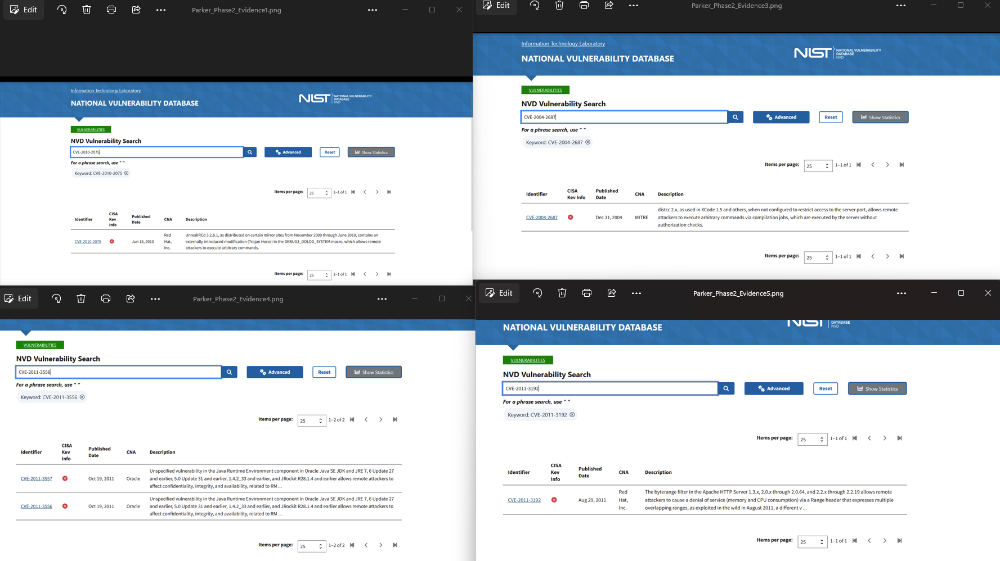 Edit
Parker_Phase2_Evidence1.png
Information Technology Laboratory
NATIONAL VULNERABILITY DATABASE
NIST
NATIONAL VULNERABILITY
DATABASE
NVD
VULNERABILITIES
NVD Vulnerability Search
CVE-2010-2075
Advanced
Reset
Show Statistics
For a phrase search, use " "
Keyword: CVE-2010-2075
Items per page: 25 1–1 of 1
Identifier CISA Kev Info Published Date CNA Description
CVE-2010-2075 Jun 15, 2010 Red Hat, Inc.
UnrealIRCd 3.2.8.1, as distributed on certain mirror sites from November 2009 through June 2010, contains an
externally introduced modification (Trojan Horse) in the DEBUG3_DOLOG_SYSTEM macro, which allows remote
attackers to execute arbitrary commands.
Items per page: 25 1–1 of 1
Edit
Parker_Phase2_Evidence3.png
Information Technology Laboratory
NATIONAL VULNERABILITY DATABASE
NIST
NATIONAL VULNERABILITY
DATABASE
NVD
VULNERABILITIES
NVD Vulnerability Search
CVE-2004-2687
Advanced
Reset
Show Statistics
For a phrase search, use " "
Keyword: CVE-2004-2687
Items per page: 25 1–1 of 1
Identifier CISA Kev Info Published Date CNA Description
CVE-2004-2687 Dec 31, 2004 MITRE
distcc 2.x, as used in XCode 1.5 and others, when not configured to restrict access to the server port, allows remote
attackers to execute arbitrary commands via compilation jobs, which are executed by the server without
authorization checks.
Items per page: 25 1–1 of 1
Edit
Parker_Phase2_Evidence4.png
VULNERABILITIES
NVD Vulnerability Search
CVE-2011-3556
Advanced
Reset
Show Statistics
For a phrase search, use " "
Keyword: CVE-2011-3556
Items per page: 25 1–2 of 2
Identifier CISA Kev Info Published Date CNA Description
CVE-2011-3557 Oct 19, 2011 Oracle
Unspecified vulnerability in the Java Runtime Environment component in Oracle Java SE JDK and JRE 7, 6 Update 27
and earlier, 5.0 Update 31 and earlier, 1.4.2_33 and earlier, and JRockit R28.1.4 and earlier allows remote attackers to
affect confidentiality, integrity, and availability, related to RM ...
CVE-2011-3556 Oct 19, 2011 Oracle
Unspecified vulnerability in the Java Runtime Environment component in Oracle Java SE JDK and JRE 7, 6 Update 27
and earlier, 5.0 Update 31 and earlier, 1.4.2_33 and earlier, and JRockit R28.1.4 and earlier allows remote attackers to
affect confidentiality, integrity, and availability, related to RM ...
Items per page: 25 1–2 of 2
Edit
Parker_Phase2_Evidence5.png
NATIONAL VULNERABILITY DATABASE
NIST
DATABASE
NVD
VULNERABILITIES
NVD Vulnerability Search
CVE-2011-3192
Advanced
Reset
Show Statistics
For a phrase search, use " "
Keyword: CVE-2011-3192
Items per page: 25 1–1 of 1
Identifier CISA Kev Info Published Date CNA Description
CVE-2011-3192 Aug 29, 2011 Red Hat, Inc.
The byterange filter in the Apache HTTP Server 1.3.x, 2.0.x through 2.0.64, and 2.2.x through 2.2.19 allows remote
attackers to cause a denial of service (memory and CPU consumption) via a Range header that expresses multiple
overlapping ranges, as exploited in the wild in August 2011, a different v ...
Items per page: 25 1–1 of 1